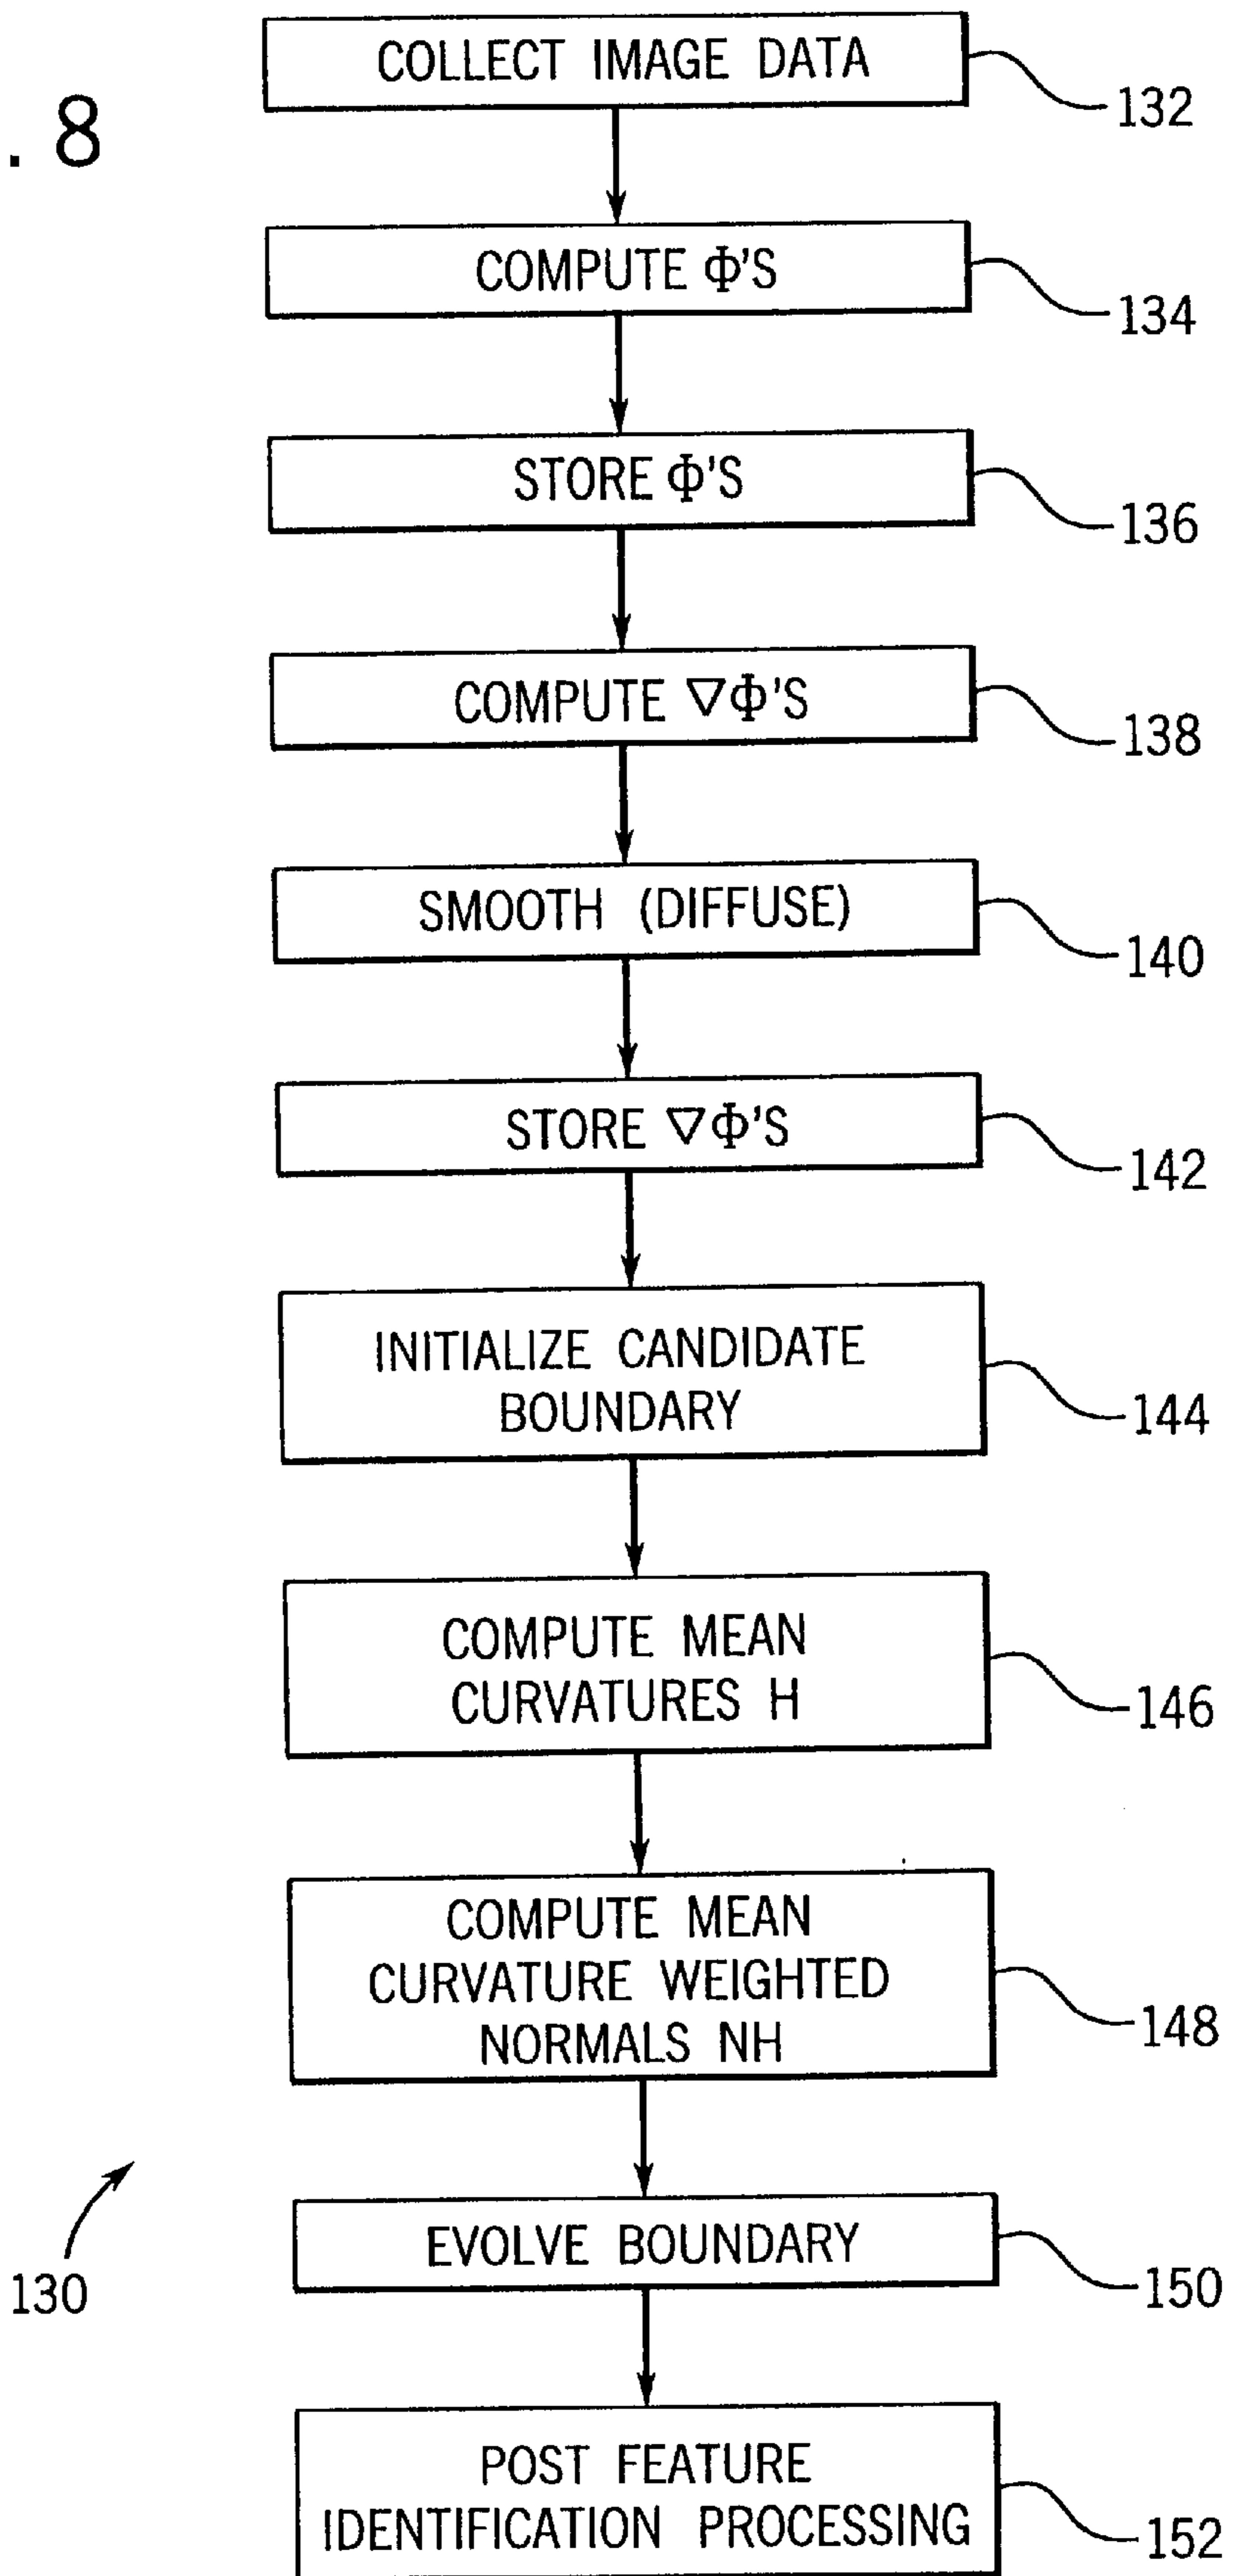 COLLECT IMAGE DATA
132
. 8
COMPUTE Φ'S
134
STORE Φ'S
136
COMPUTE ∇Φ'S
138
SMOOTH (DIFFUSE)
140
STORE ∇Φ'S
142
INITIALIZE CANDIDATE
BOUNDARY
144
COMPUTE MEAN
CURVATURES H
146
COMPUTE MEAN
CURVATURE WEIGHTED
NORMALS NH
148
EVOLVE BOUNDARY
150
130
POST FEATURE
IDENTIFICATION PROCESSING
152